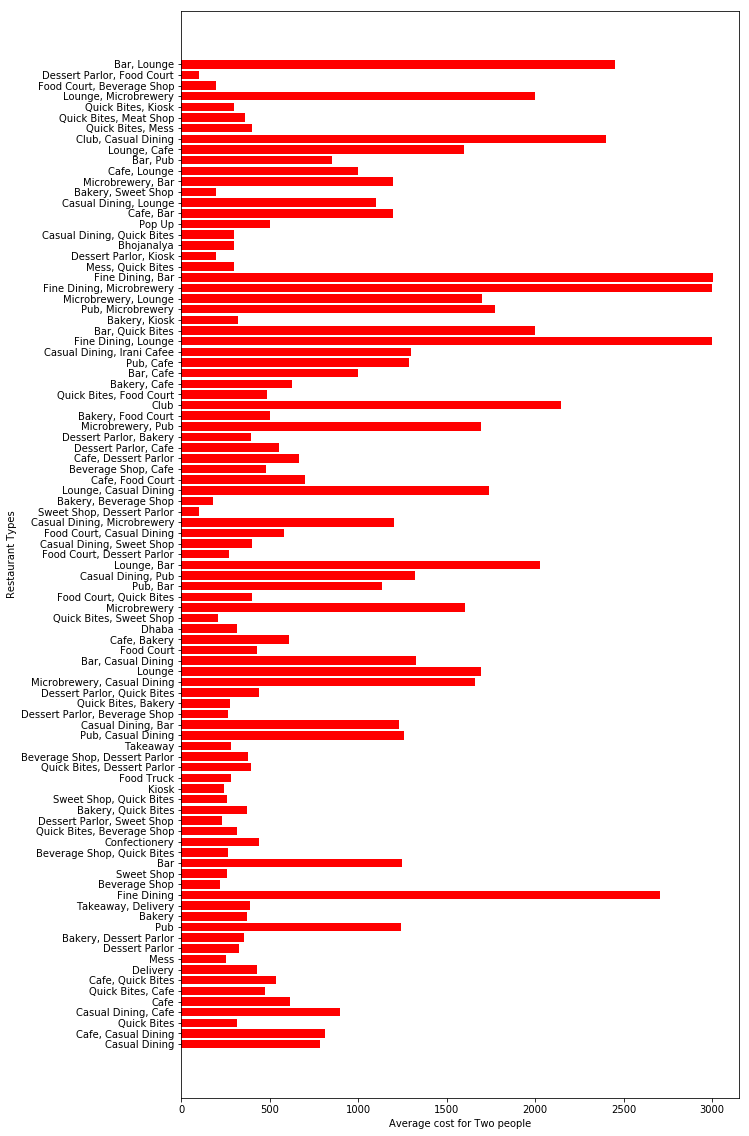 Bar, Lounge
Dessert Parlor, Food Court
Food Court, Beverage Shop
Lounge, Microbrewery
Quick Bites, Kiosk
Quick Bites, Meat Shop
Quick Bites, Mess
Club, Casual Dining
Lounge, Cafe
Bar, Pub
Cafe, Lounge
Microbrewery, Bar
Bakery, Sweet Shop
Casual Dining, Lounge
Cafe, Bar
Pop Up
Casual Dining, Quick Bites
Bhojanalya
Dessert Parlor, Kiosk
Mess, Quick Bites
Fine Dining, Bar
Fine Dining, Microbrewery
Microbrewery, Lounge
Pub, Microbrewery
Bakery, Kiosk
Bar, Quick Bites
Fine Dining, Lounge
Casual Dining, Irani Cafee
Pub, Cafe
Bar, Cafe
Bakery, Cafe
Quick Bites, Food Court
Club
Bakery, Food Court
Microbrewery, Pub
Dessert Parlor, Bakery
Dessert Parlor, Cafe
Cafe, Dessert Parlor
Beverage Shop, Cafe
Cafe, Food Court
Lounge, Casual Dining
Bakery, Beverage Shop
Sweet Shop, Dessert Parlor
Casual Dining, Microbrewery
Food Court, Casual Dining
Casual Dining, Sweet Shop
Food Court, Dessert Parlor
Lounge, Bar
Casual Dining, Pub
Pub, Bar
Food Court, Quick Bites
Microbrewery
Quick Bites, Sweet Shop
Dhaba
Cafe, Bakery
Food Court
Bar, Casual Dining
Lounge
Microbrewery, Casual Dining
Dessert Parlor, Quick Bites
Quick Bites, Bakery
Dessert Parlor, Beverage Shop
Casual Dining, Bar
Pub, Casual Dining
Takeaway
Beverage Shop, Dessert Parlor
Quick Bites, Dessert Parlor
Food Truck
Kiosk
Sweet Shop, Quick Bites
Bakery, Quick Bites
Dessert Parlor, Sweet Shop
Quick Bites, Beverage Shop
Confectionery
Beverage Shop, Quick Bites
Bar
Sweet Shop
Beverage Shop
Fine Dining
Takeaway, Delivery
Bakery
Pub
Bakery, Dessert Parlor
Dessert Parlor
Mess
Delivery
Cafe, Quick Bites
Quick Bites, Cafe
Cafe
Casual Dining, Cafe
Quick Bites
Cafe, Casual Dining
Casual Dining
Restaurant Types
0 500 1000 1500 2000 2500 3000
Average cost for Two people